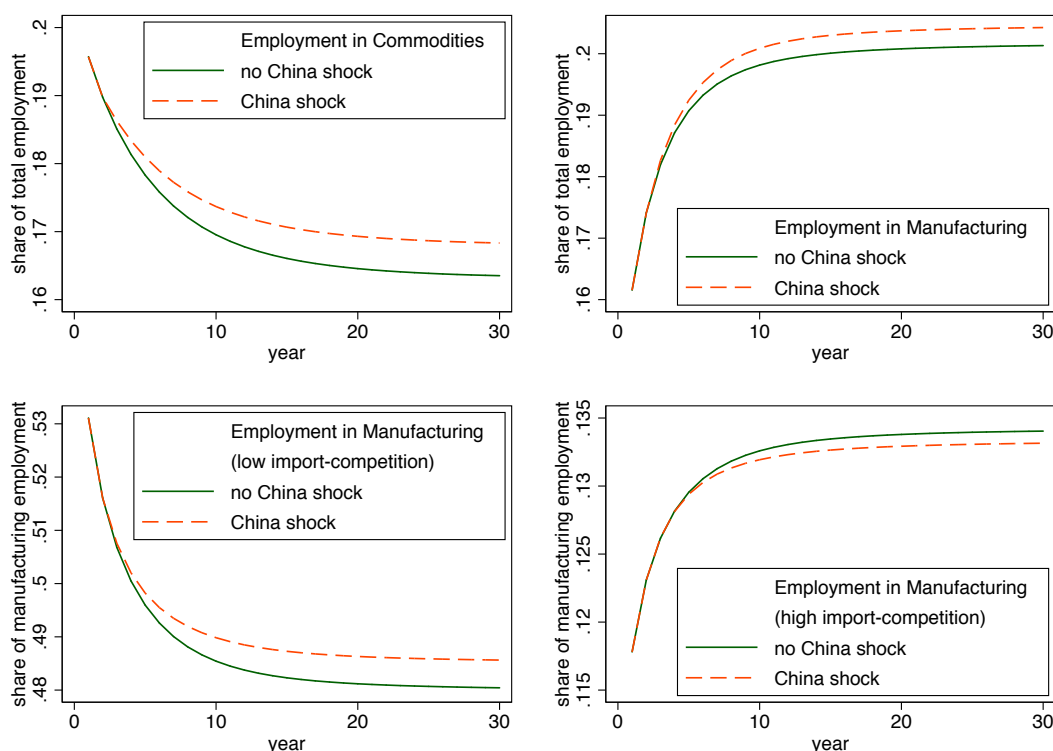 share of total employment
.2
.19
.18
.17
.16
Employment in Commodities
no China shock
China shock
0
10
20
30
year
share of total employment
.2
.19
.18
.17
.16
Employment in Manufacturing
no China shock
China shock
0
10
20
30
year
share of manufacturing employment
.53
.52
.51
.5
.49
.48
Employment in Manufacturing
(low import-competition)
no China shock
China shock
0
10
20
30
year
share of manufacturing employment
.135
.13
.125
.12
.115
Employment in Manufacturing
(high import-competition)
no China shock
China shock
0
10
20
30
year